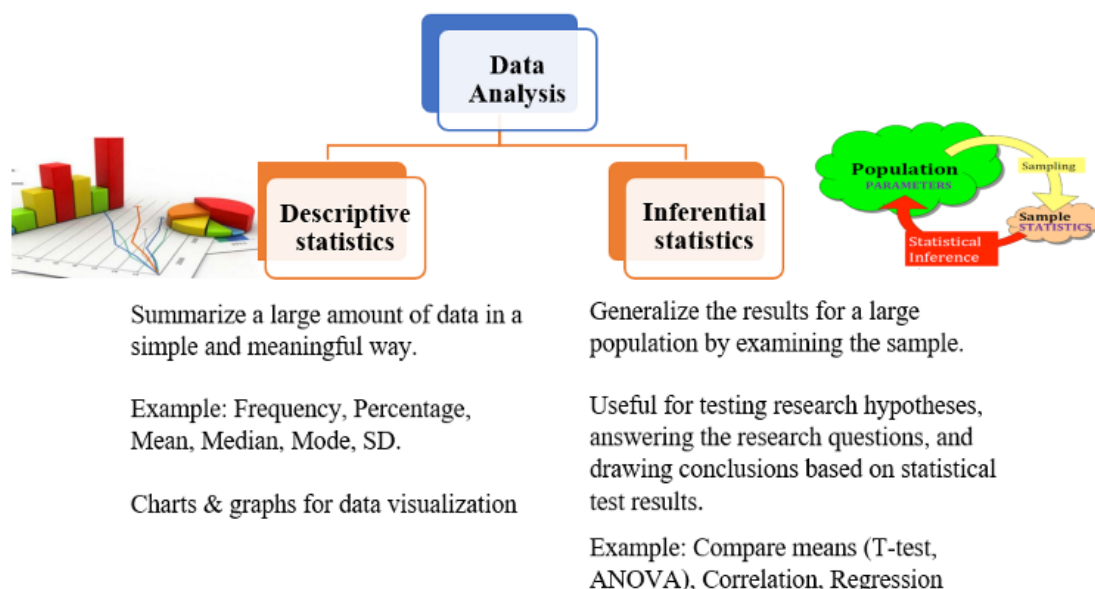 Data
Analysis
Descriptive
statistics
Inferential
statistics
Population
PARAMETERS
Sampling
Sample
STATISTICS
Statistical
Inference
Summarize a large amount of data in a
simple and meaningful way.
Example: Frequency, Percentage,
Mean, Median, Mode, SD.
Charts & graphs for data visualization
Generalize the results for a large
population by examining the sample.
Useful for testing research hypotheses,
answering the research questions, and
drawing conclusions based on statistical
test results.
Example: Compare means (T-test,
ANOVA), Correlation, Regression